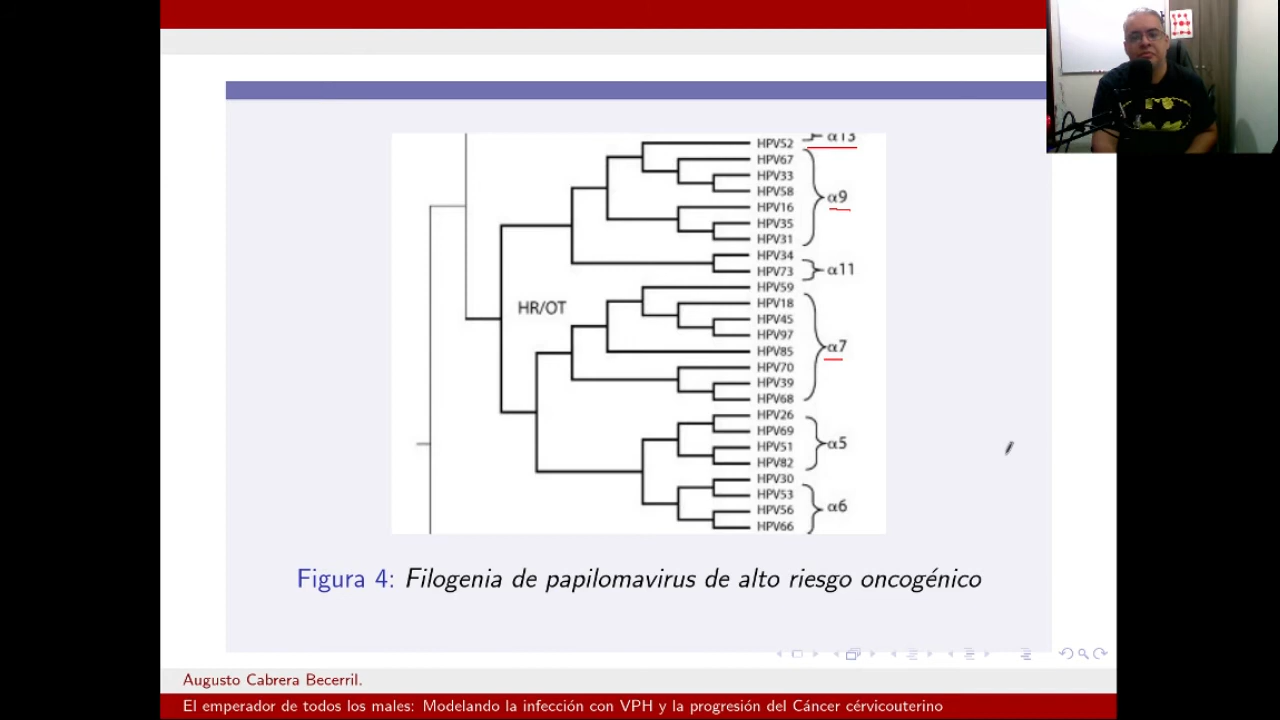 α13
HPV52
HPV67
HPV33
HPV58
α9
HPV16
HPV35
HPV31
HPV34
α11
HPV73
HPV59
HR/OT
HPV18
HPV45
HPV97
α7
HPV85
HPV70
HPV39
HPV68
HPV26
HPV69
α5
HPV51
HPV82
HPV30
HPV53
α6
HPV56
HPV66
Figura 4: Filogenia de papilomavirus de alto riesgo oncogénico
Augusto Cabrera Becerril.
El emperador de todos los males: Modelando la infección con VPH y la progresión del Cáncer cérvicouterino